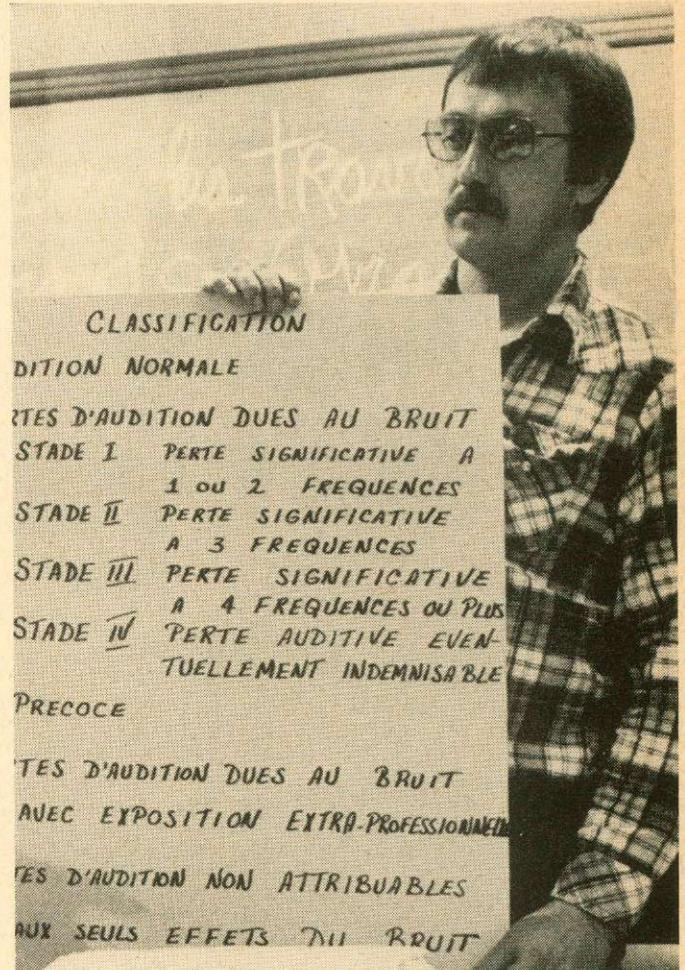 la trava
CLASSIFICATION
DITION NORMALE
RTES D'AUDITION DUES AU BRUIT
STADE I PERTE SIGNIFICATIVE A
1 OU 2 FREQUENCES
STADE II PERTE SIGNIFICATIVE
A 3 FREQUENCES
STADE III PERTE SIGNIFICATIVE
A 4 FREQUENCES OU PLUS
STADE IV PERTE AUDITIVE EVEN-
TUELLEMENT INDEMNISABLE
PRECOCE
TES D'AUDITION DUES AU BRUIT
AVEC EXPOSITION EXTRA-PROFESSIONNELLE
TES D'AUDITION NON ATTRIBUABLES
AUX SEULS EFFETS DU BRUIT